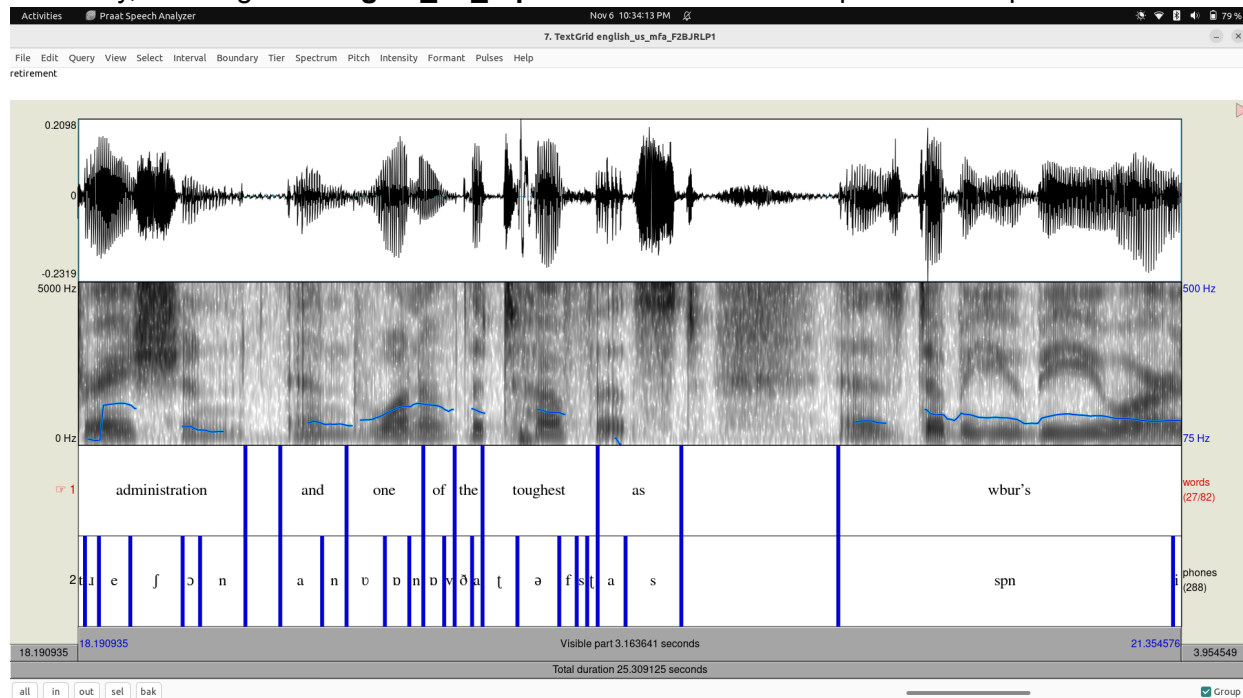 Activities Praat Speech Analyzer Nov 6 10:34:13 PM 79 %
7. TextGrid english_us_mfa_F2BJRLP1
File Edit Query View Select Interval Boundary Tier Spectrum Pitch Intensity Formant Pulses Help
retirement
0.2098
0
-0.2319
5000 Hz 500 Hz
0 Hz 75 Hz
☞ 1 administration and one of the toughest as wbur's words
(27/82)
2 t ɹ e ʃ ɔ n a n ʋ ɒ n ɒ v ð a ʈ ə f s ʈ a s spn i phones
(288)
18.190935 18.190935 Visible part 3.163641 seconds 21.354576 3.954549
Total duration 25.309125 seconds
all in out sel bak Group